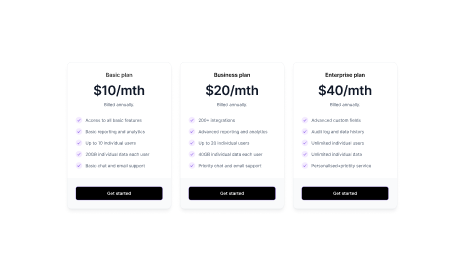 Basic plan
$10/mth
Billed annually.
Access to all basic features
Basic reporting and analytics
Up to 10 individual users
20GB individual data each user
Basic chat and email support
Get started
Business plan
$20/mth
Billed annually.
200+ integrations
Advanced reporting and analytics
Up to 20 individual users
40GB individual data each user
Priority chat and email support
Get started
Enterprise plan
$40/mth
Billed annually.
Advanced custom fields
Audit log and data history
Unlimited individual users
Unlimited individual data
Personalised+priority service
Get started